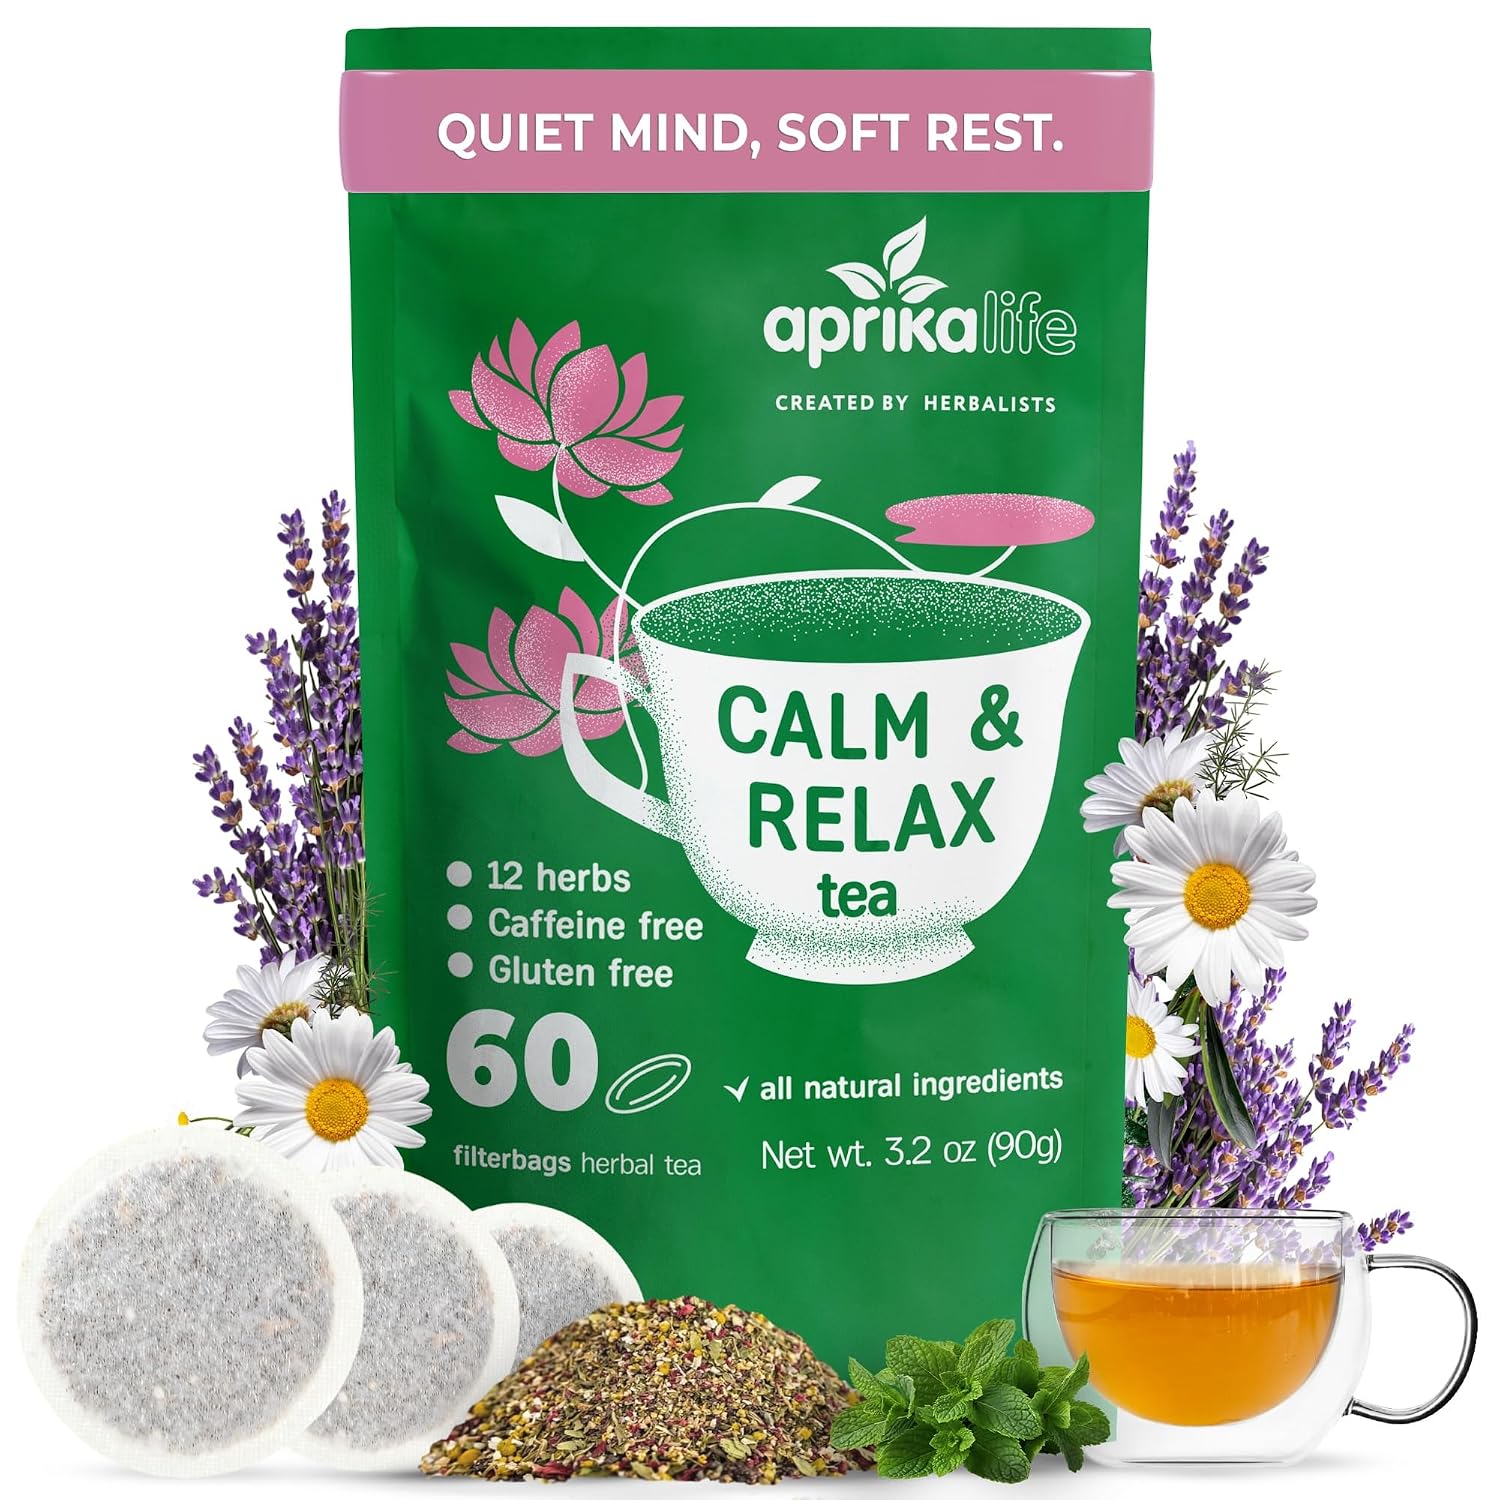 QUIET MIND, SOFT REST.
aprikalife
CREATED BY HERBALISTS
CALM &
RELAX
tea
12 herbs
Caffeine free
Gluten free
60
filterbags herbal tea
all natural ingredients
Net wt. 3.2 oz (90g)